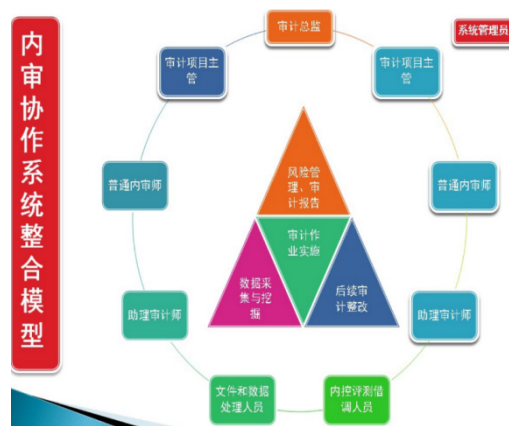 内审协作系统整合模型
审计总监
系统管理员
审计项目主
管
审计项目主
管
普通内审师
普通内审师
风险管
理、审
计报告
审计作
业实施
数据采
集与挖
掘
后续审
计整改
助理审计师
助理审计师
文件和数据
处理人员
内控评测借
调人员